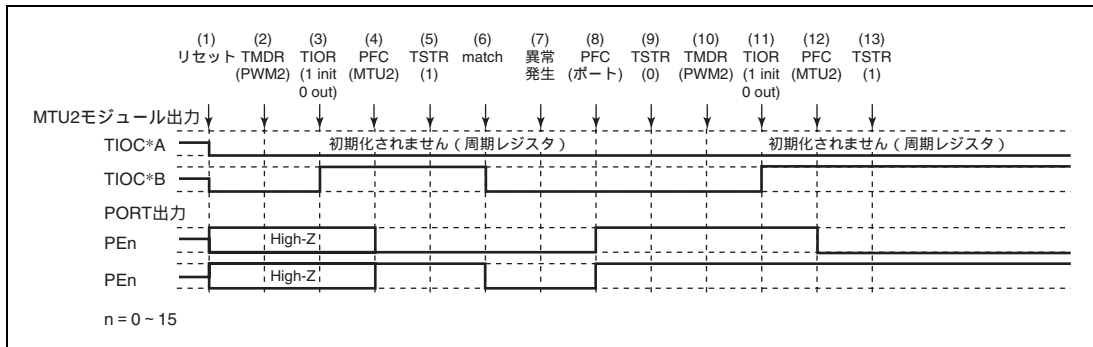 (1) (2) (3) (4) (5) (6) (7) (8) (9) (10) (11) (12) (13)
リセット TMDR TIOR PFC TSTR match 異常 PFC TSTR TMDR TIOR PFC TSTR
(PWM2) (1 init (MTU2) (1) 発生 (ポート) (0) (PWM2) (1 init (MTU2) (1)
0 out) 0 out)
MTU2モジュール出力
TIOC*A 初期化されません（周期レジスタ） 初期化されません（周期レジスタ）
TIOC*B
PORT出力
PEn High-Z
PEn High-Z
n = 0 ~ 15